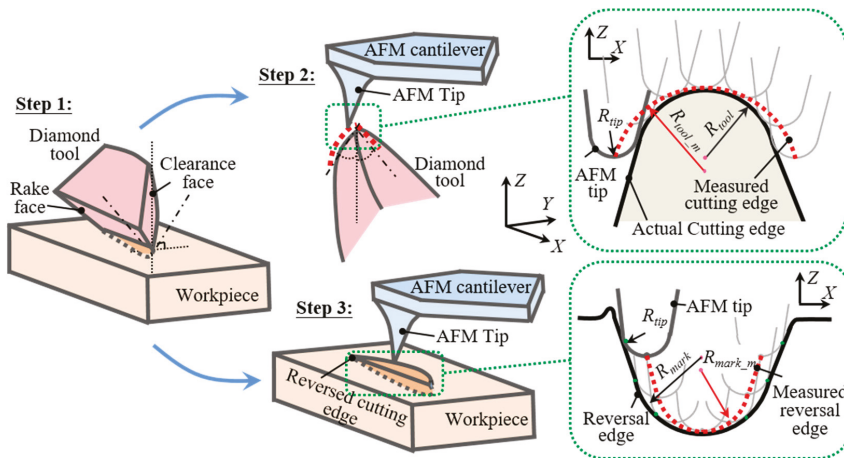 Step 1:
Diamond
tool
Rake
face
Clearance
face
Workpiece
Step 2:
AFM cantilever
AFM Tip
Diamond
tool
Z
Y
X
Step 3:
AFM cantilever
AFM Tip
Reversed cutting
edge
Workpiece
Z
X
R_tip
R_tool_m
R_tool
AFM
tip
Measured
cutting edge
Actual Cutting edge
Z
X
R_tip
AFM tip
R_mark
R_mark_m
Reversal
edge
Measured
reversal
edge